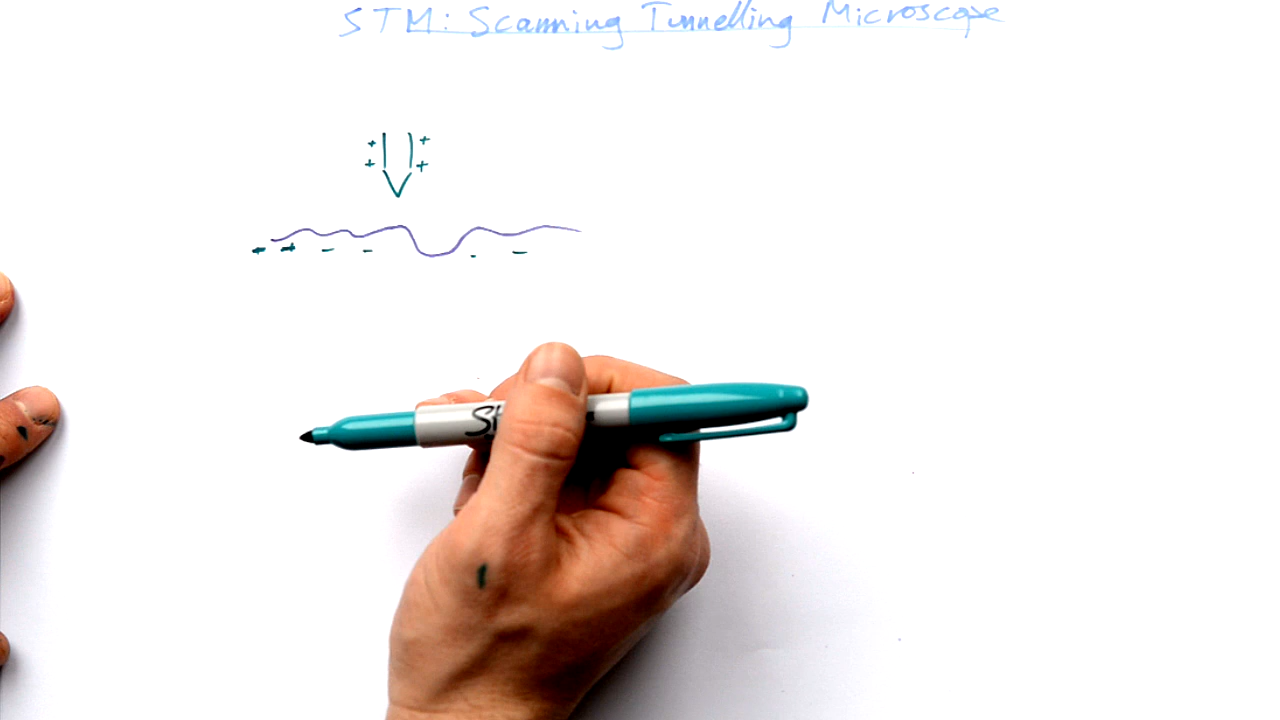 STM: Scanning Tunnelling Microscope
+ +
+ +
- -